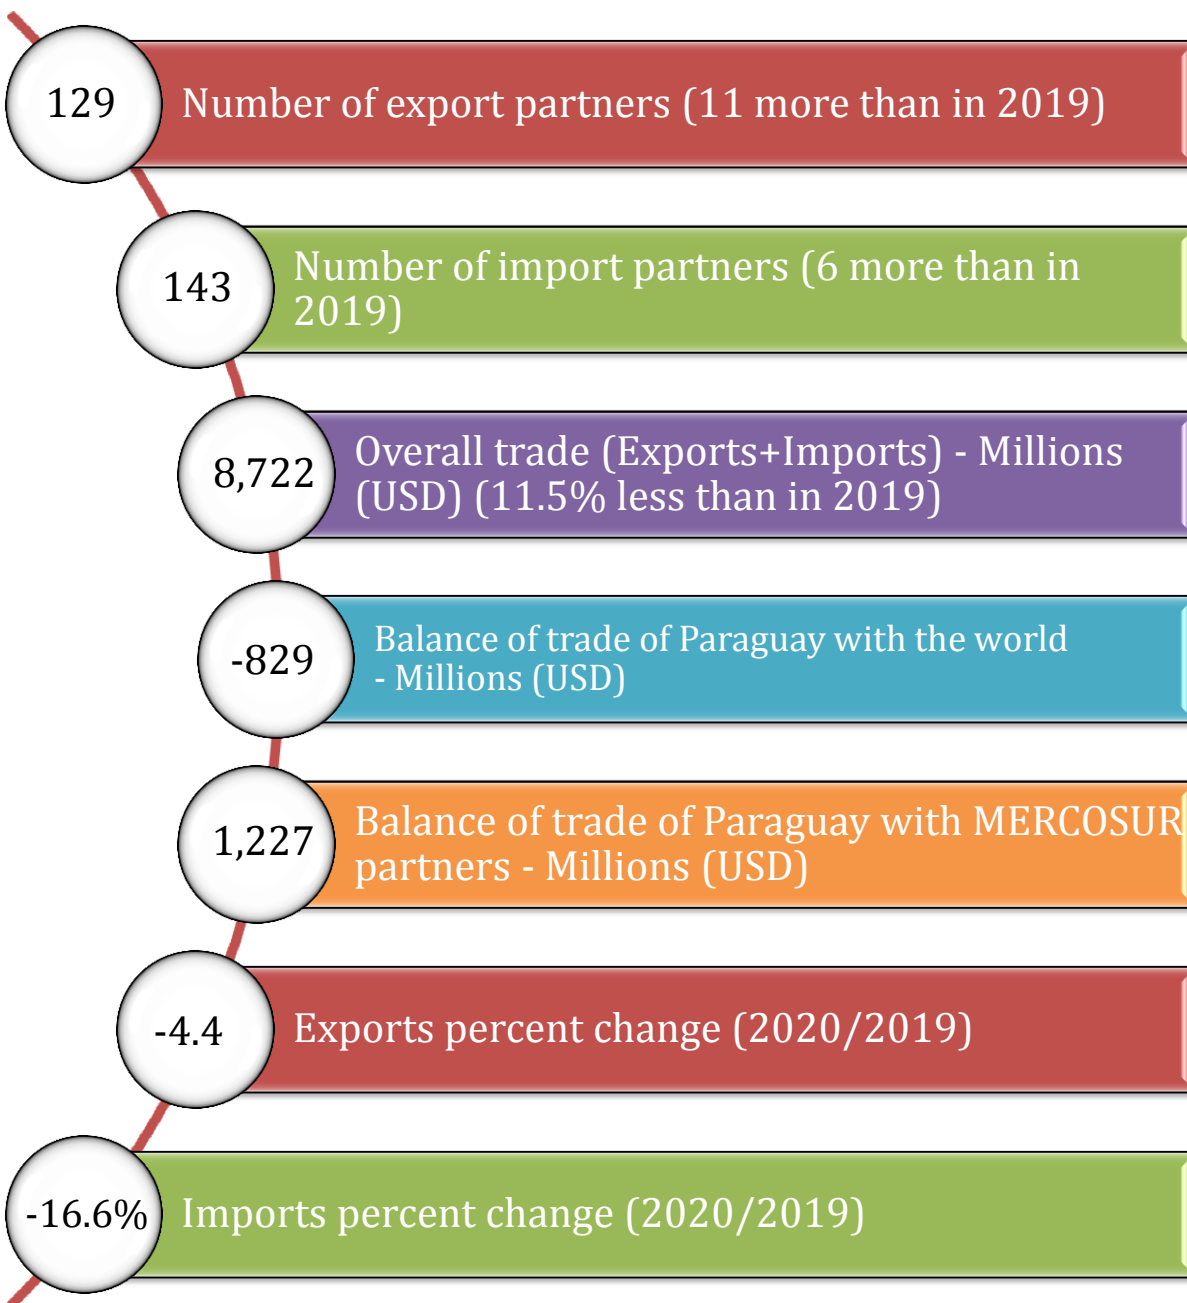 129
Number of export partners (11 more than in 2019)
143
Number of import partners (6 more than in
2019)
8,722
Overall trade (Exports+Imports) - Millions
(USD) (11.5% less than in 2019)
-829
Balance of trade of Paraguay with the world
- Millions (USD)
1,227
Balance of trade of Paraguay with MERCOSUR
partners - Millions (USD)
-4.4
Exports percent change (2020/2019)
-16.6%
Imports percent change (2020/2019)